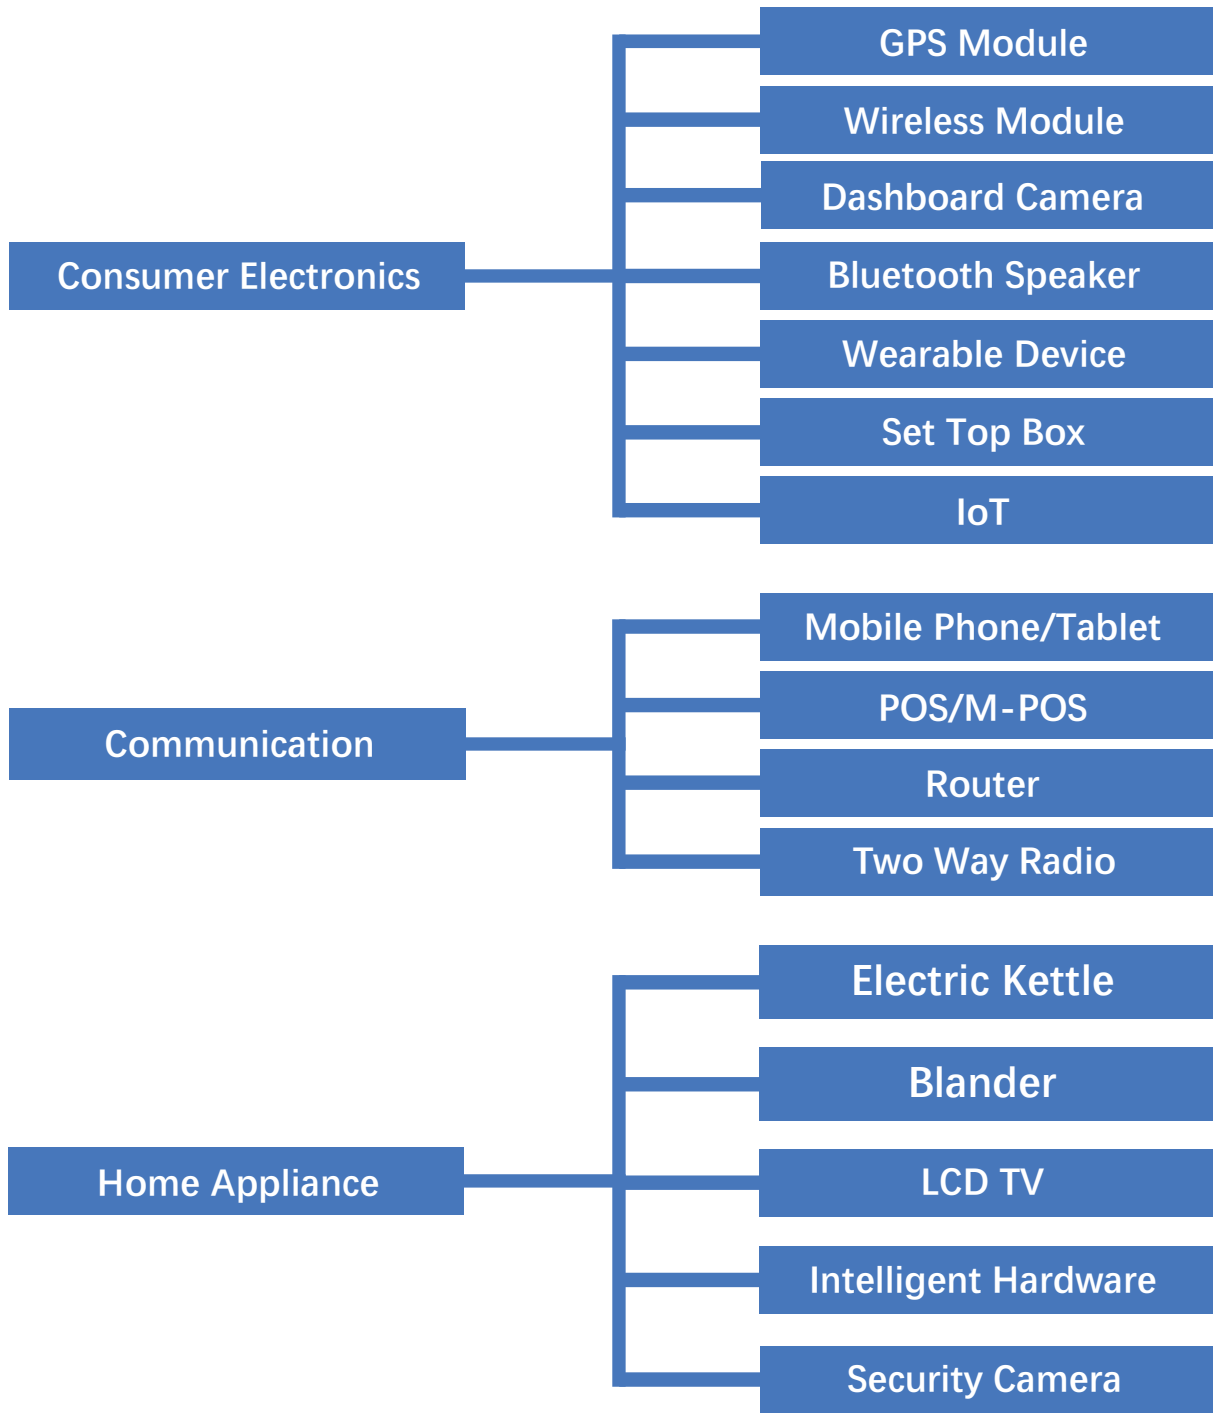 Consumer Electronics
GPS Module
Wireless Module
Dashboard Camera
Bluetooth Speaker
Wearable Device
Set Top Box
IoT
Communication
Mobile Phone/Tablet
POS/M-POS
Router
Two Way Radio
Home Appliance
Electric Kettle
Blander
LCD TV
Intelligent Hardware
Security Camera